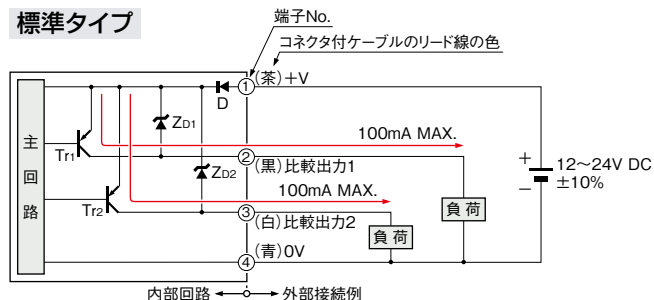 標準タイプ
端子No.
コネクタ付ケーブルのリード線の色
① (茶)+V
D
ZD1
100mA MAX.
主回路
Tr1
② (黒)比較出力1
ZD2
100mA MAX.
+
12～24V DC
−
±10%
Tr2
負荷
③ (白)比較出力2
負荷
④ (青)0V
内部回路
外部接続例